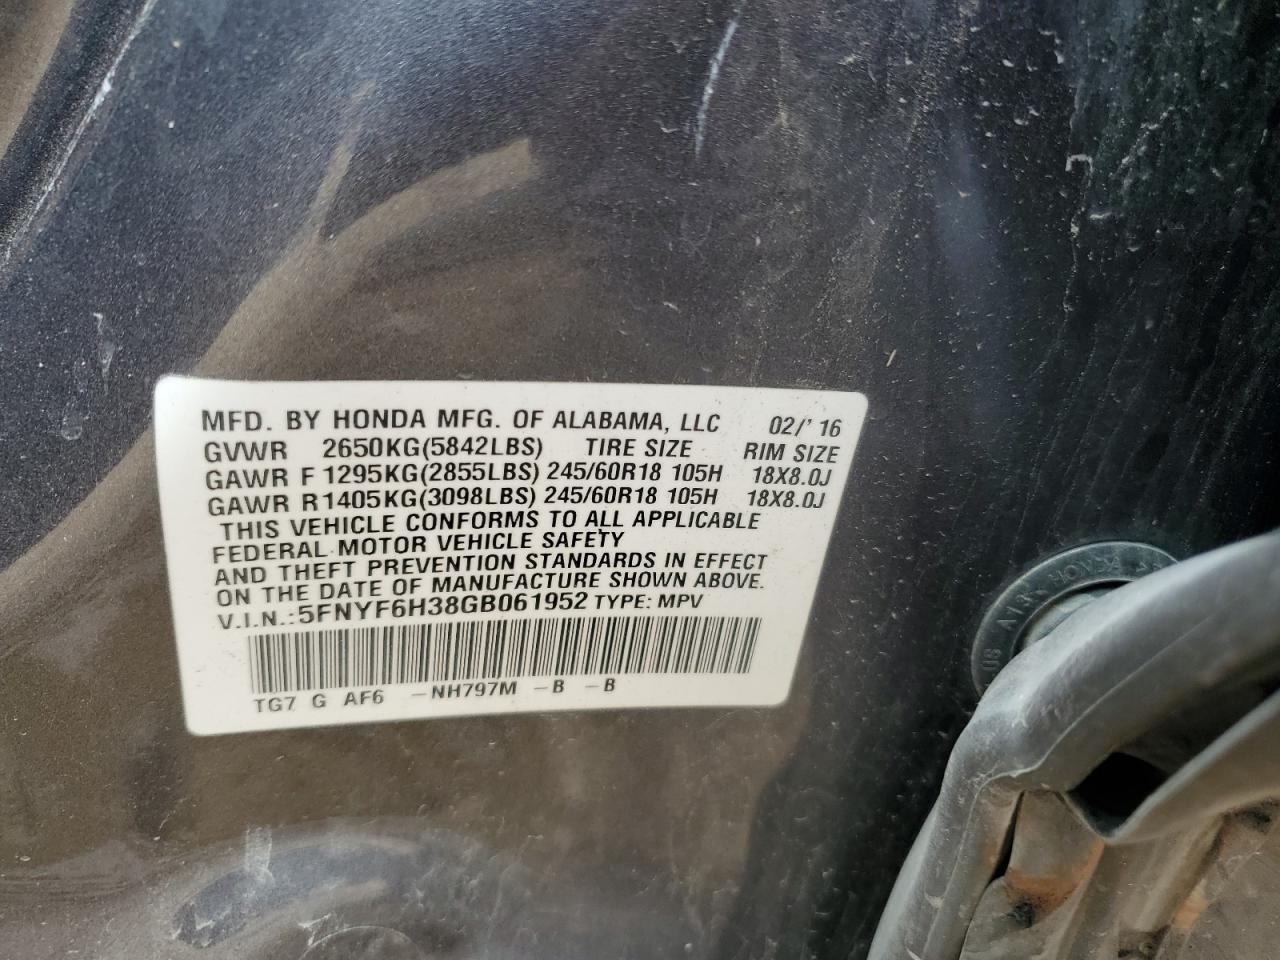 MFD. BY HONDA MFG. OF ALABAMA, LLC 02/'16
GVWR 2650KG(5842LBS) TIRE SIZE RIM SIZE
GAWR F 1295KG(2855LBS) 245/60R18 105H 18X8.0J
GAWR R1405KG(3098LBS) 245/60R18 105H 18X8.0J
THIS VEHICLE CONFORMS TO ALL APPLICABLE
FEDERAL MOTOR VEHICLE SAFETY
AND THEFT PREVENTION STANDARDS IN EFFECT
ON THE DATE OF MANUFACTURE SHOWN ABOVE.
V.I.N.:5FNYF6H38GB061952 TYPE: MPV
TG7 G AF6 -NH797M -B -B